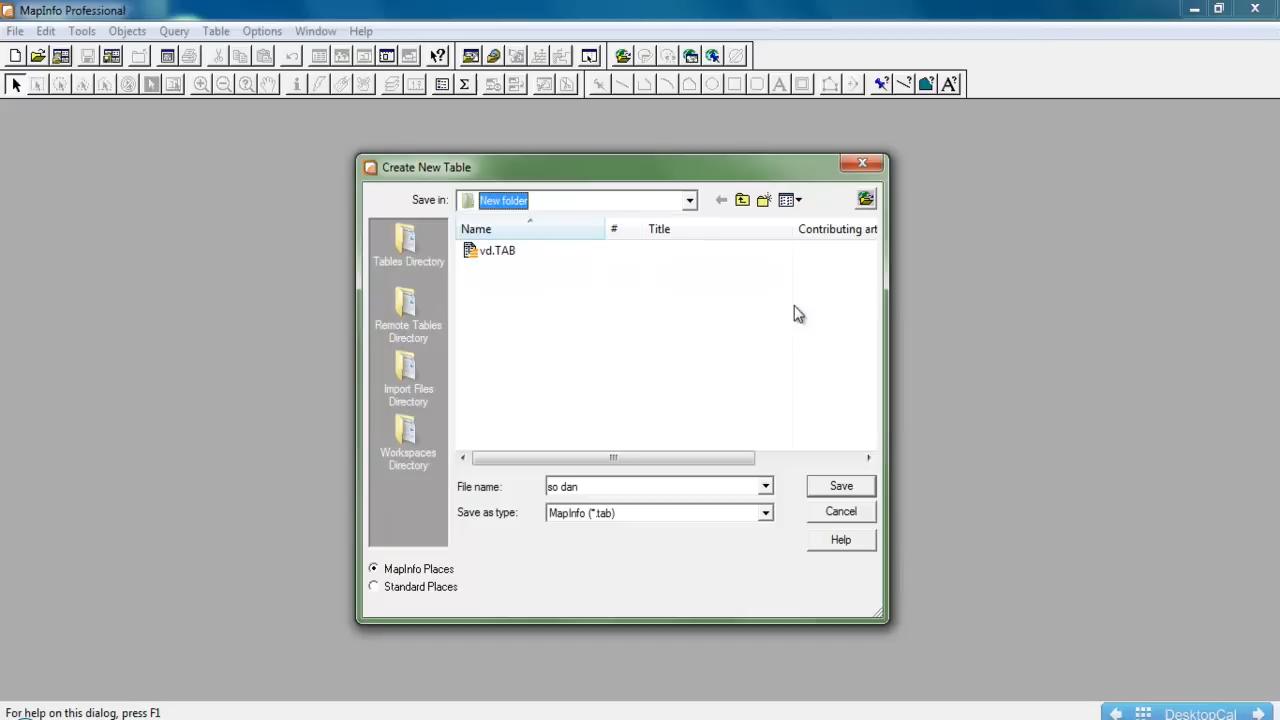 MapInfo Professional
File Edit Tools Objects Query Table Options Window Help
Create New Table
Save in: New folder
Name # Title Contributing art
vd.TAB
Tables Directory
Remote Tables
Directory
Import Files
Directory
Workspaces
Directory
File name: so dan Save
Save as type: MapInfo (*.tab) Cancel
Help
MapInfo Places
Standard Places
For help on this dialog, press F1
DesktopCal